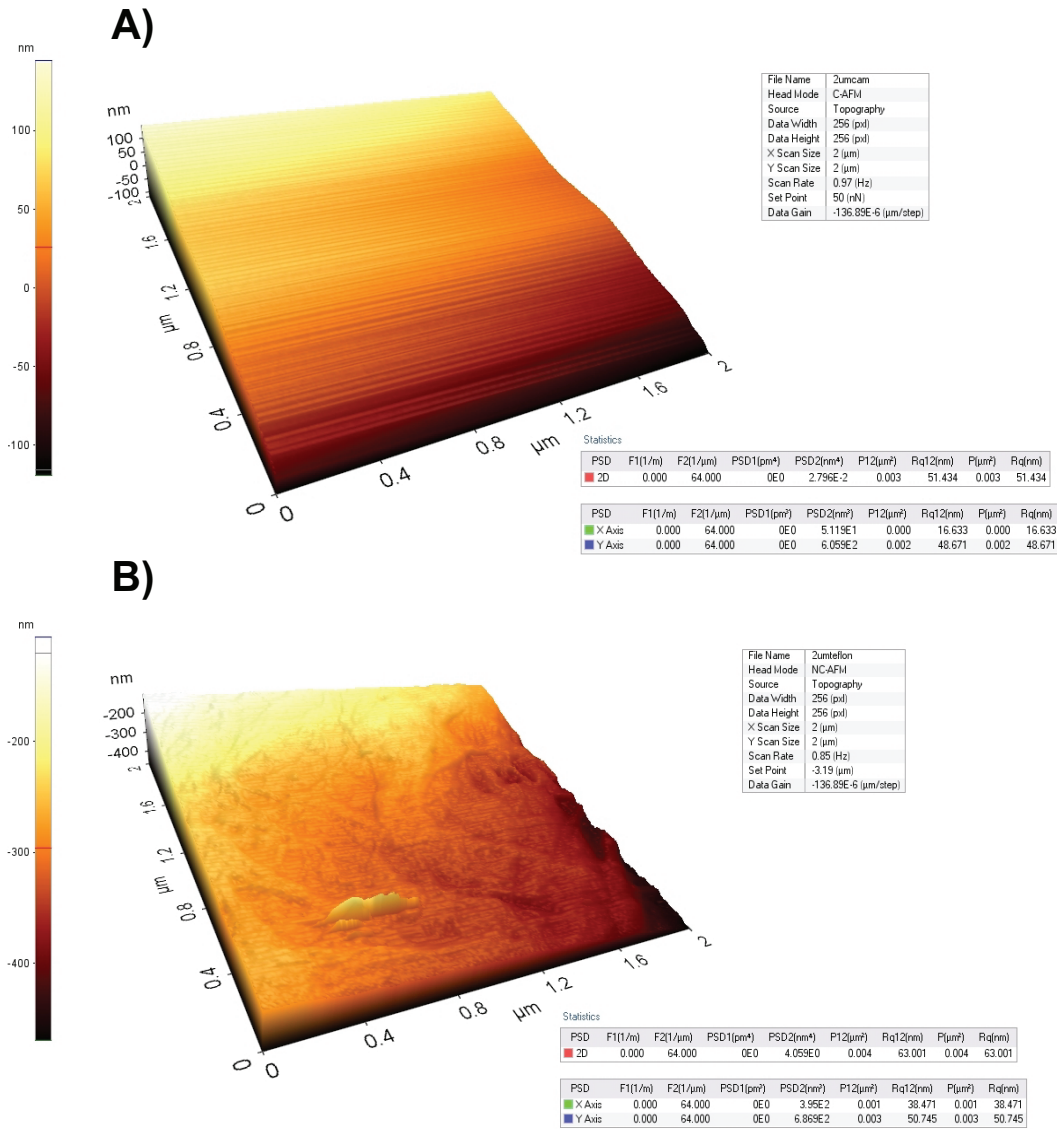 A)
nm
100
50
0
-50
-100
nm
100
50
0
-50
-100
2
1.6
1.2
µm
0.8
0.4
0
0
0.4
0.8
µm
1.2
1.6
2
File Name 2umcam
Head Mode C-AFM
Source Topography
Data Width 256 (pxl)
Data Height 256 (pxl)
X Scan Size 2 (µm)
Y Scan Size 2 (µm)
Scan Rate 0.97 (Hz)
Set Point 50 (nN)
Data Gain -136.89E-6 (µm/step)
Statistics
PSD F1(1/m) F2(1/µm) PSD1(pm⁴) PSD2(nm⁴) P12(µm²) Rq12(nm) P(µm²) Rq(nm)
2D 0.000 64.000 0E0 2.796E-2 0.003 51.434 0.003 51.434
PSD F1(1/m) F2(1/µm) PSD1(pm³) PSD2(nm³) P12(µm²) Rq12(nm) P(µm²) Rq(nm)
X Axis 0.000 64.000 0E0 5.119E1 0.000 16.633 0.000 16.633
Y Axis 0.000 64.000 0E0 6.059E2 0.002 48.671 0.002 48.671
B)
nm
-200
-300
-400
nm
-200
-300
-400
2
1.6
1.2
µm
0.8
0.4
0
0
0.4
0.8
µm
1.2
1.6
2
File Name 2umteflon
Head Mode NC-AFM
Source Topography
Data Width 256 (pxl)
Data Height 256 (pxl)
X Scan Size 2 (µm)
Y Scan Size 2 (µm)
Scan Rate 0.85 (Hz)
Set Point -3.19 (µm)
Data Gain -136.89E-6 (µm/step)
Statistics
PSD F1(1/m) F2(1/µm) PSD1(pm⁴) PSD2(nm⁴) P12(µm²) Rq12(nm) P(µm²) Rq(nm)
2D 0.000 64.000 0E0 4.059E0 0.004 63.001 0.004 63.001
PSD F1(1/m) F2(1/µm) PSD1(pm³) PSD2(nm³) P12(µm²) Rq12(nm) P(µm²) Rq(nm)
X Axis 0.000 64.000 0E0 3.95E2 0.001 38.471 0.001 38.471
Y Axis 0.000 64.000 0E0 6.869E2 0.003 50.745 0.003 50.745